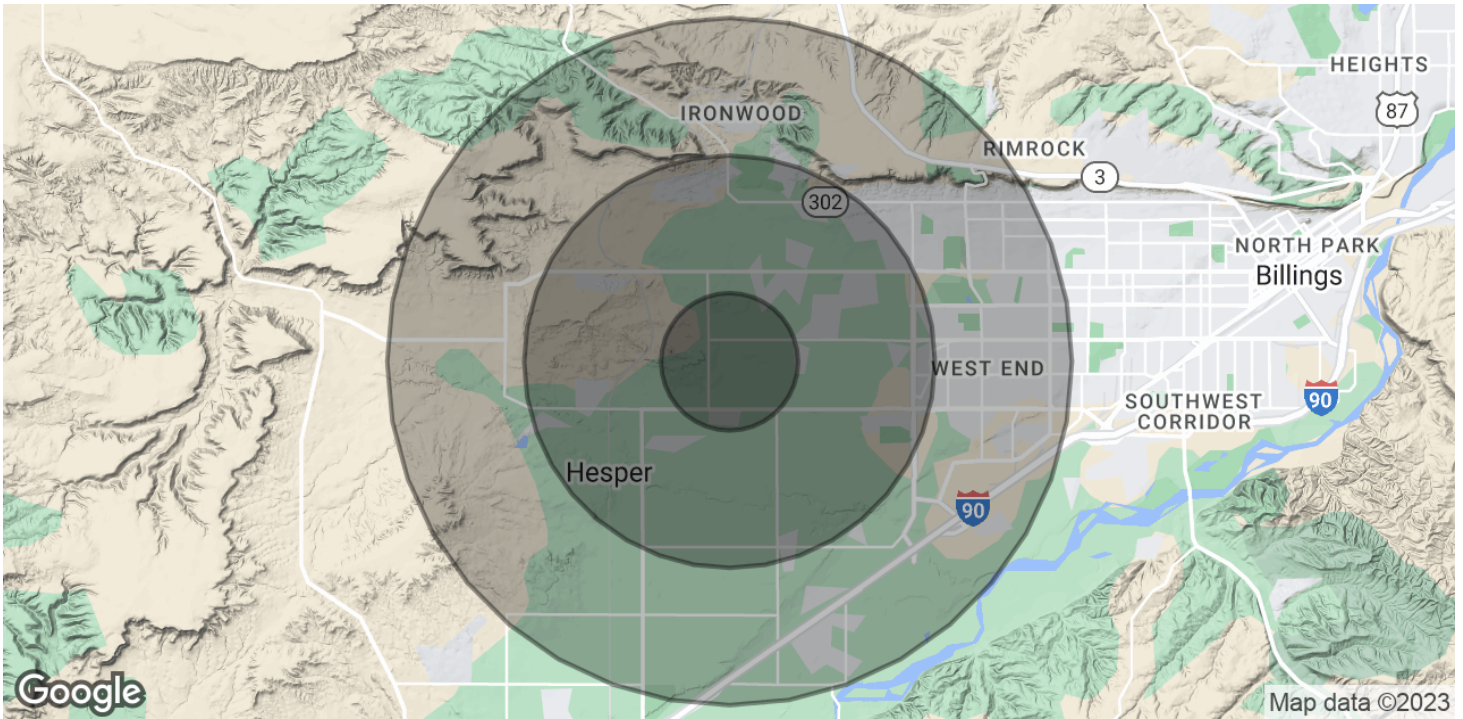 HEIGHTS
87
IRONWOOD
RIMROCK
3
302
NORTH PARK
Billings
WEST END
90
SOUTHWEST
CORRIDOR
Hesper
90
Google
Map data ©2023